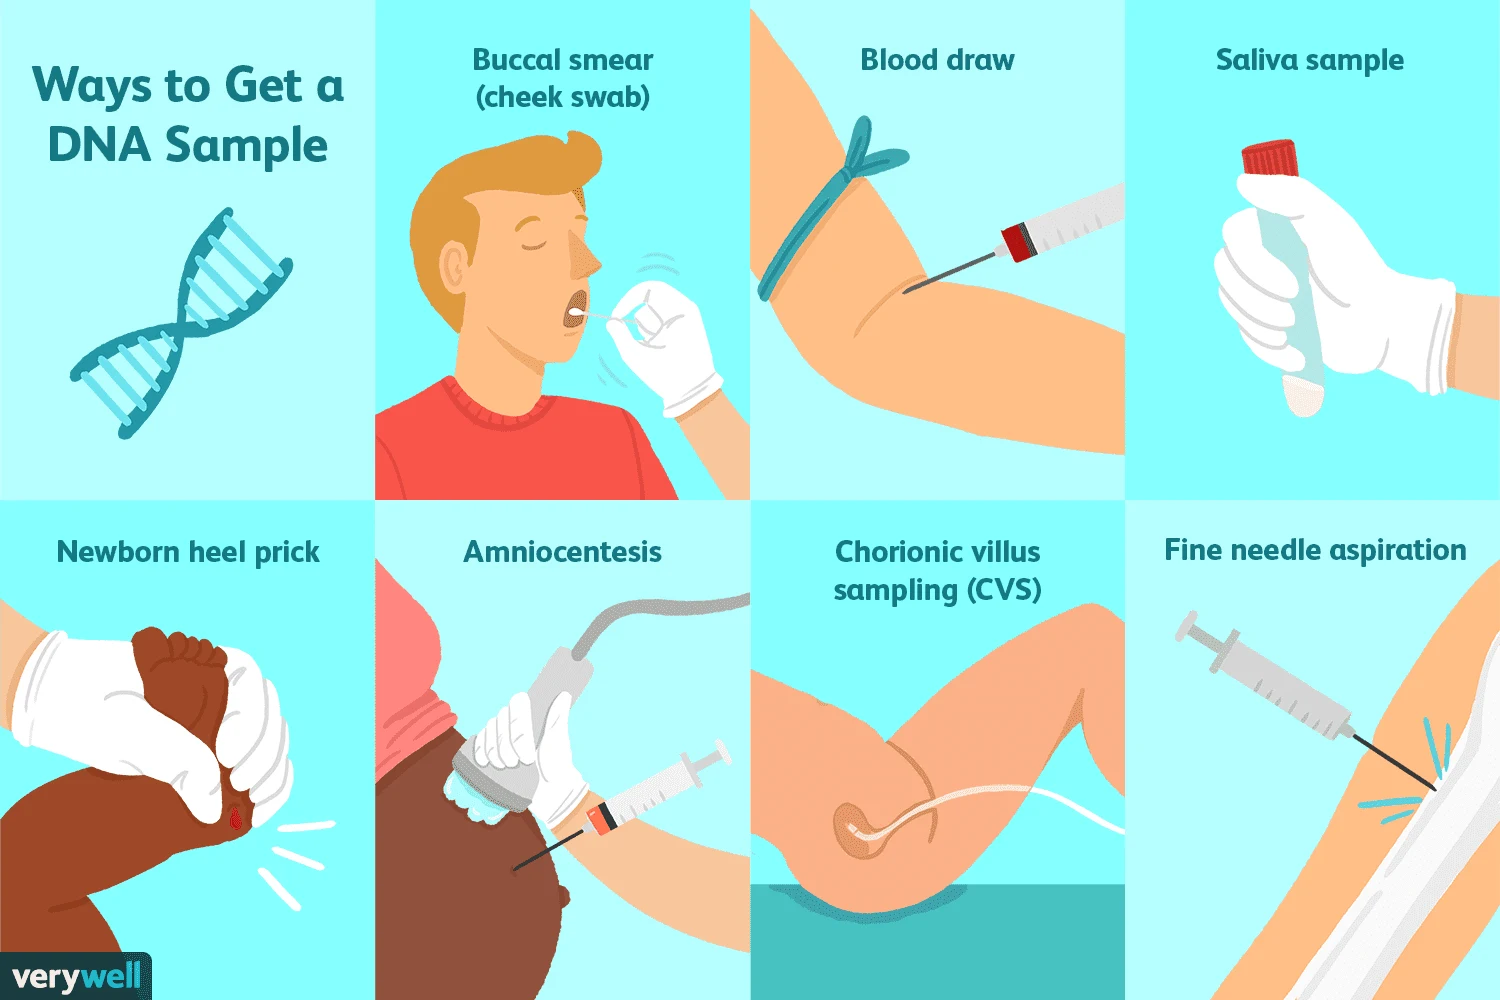 Ways to Get a
DNA Sample
Buccal smear
(cheek swab)
Blood draw
Saliva sample
Newborn heel prick
Amniocentesis
Chorionic villus
sampling (CVS)
Fine needle aspiration
verywell